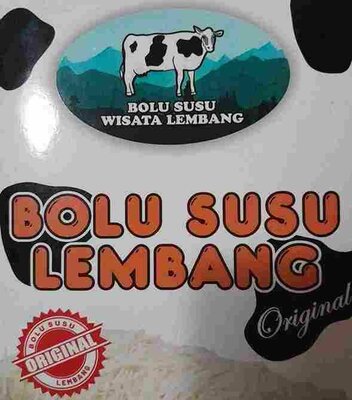 BOLU SUSU
WISATA LEMBANG
BOLU SUSU
LEMBANG
Original
BOLU SUSU
ORIGINAL
LEMBANG